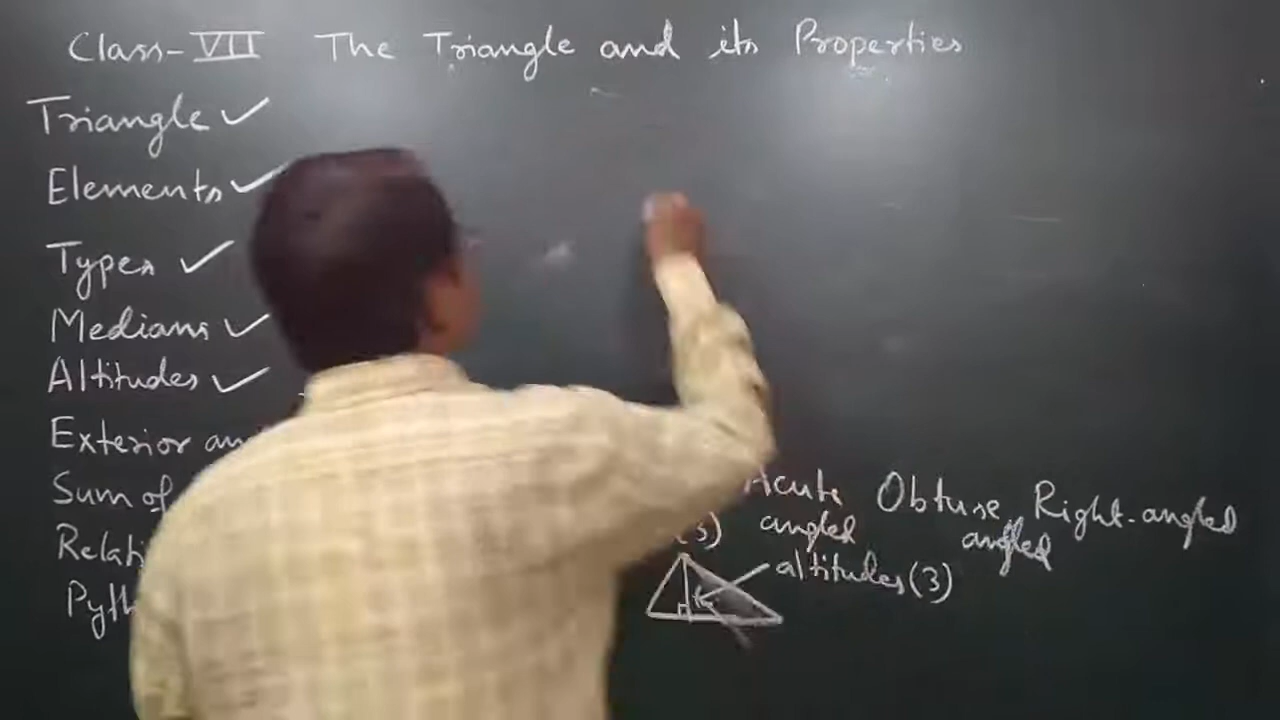 Class-VII The Triangle and its Properties
Triangle ✓
Elements ✓
Types ✓
Medians ✓
Altitudes ✓
Exterior an
Sum of
Relati
Pyth
Acute Obtuse Right-angled
angled angled
altitudes(3)